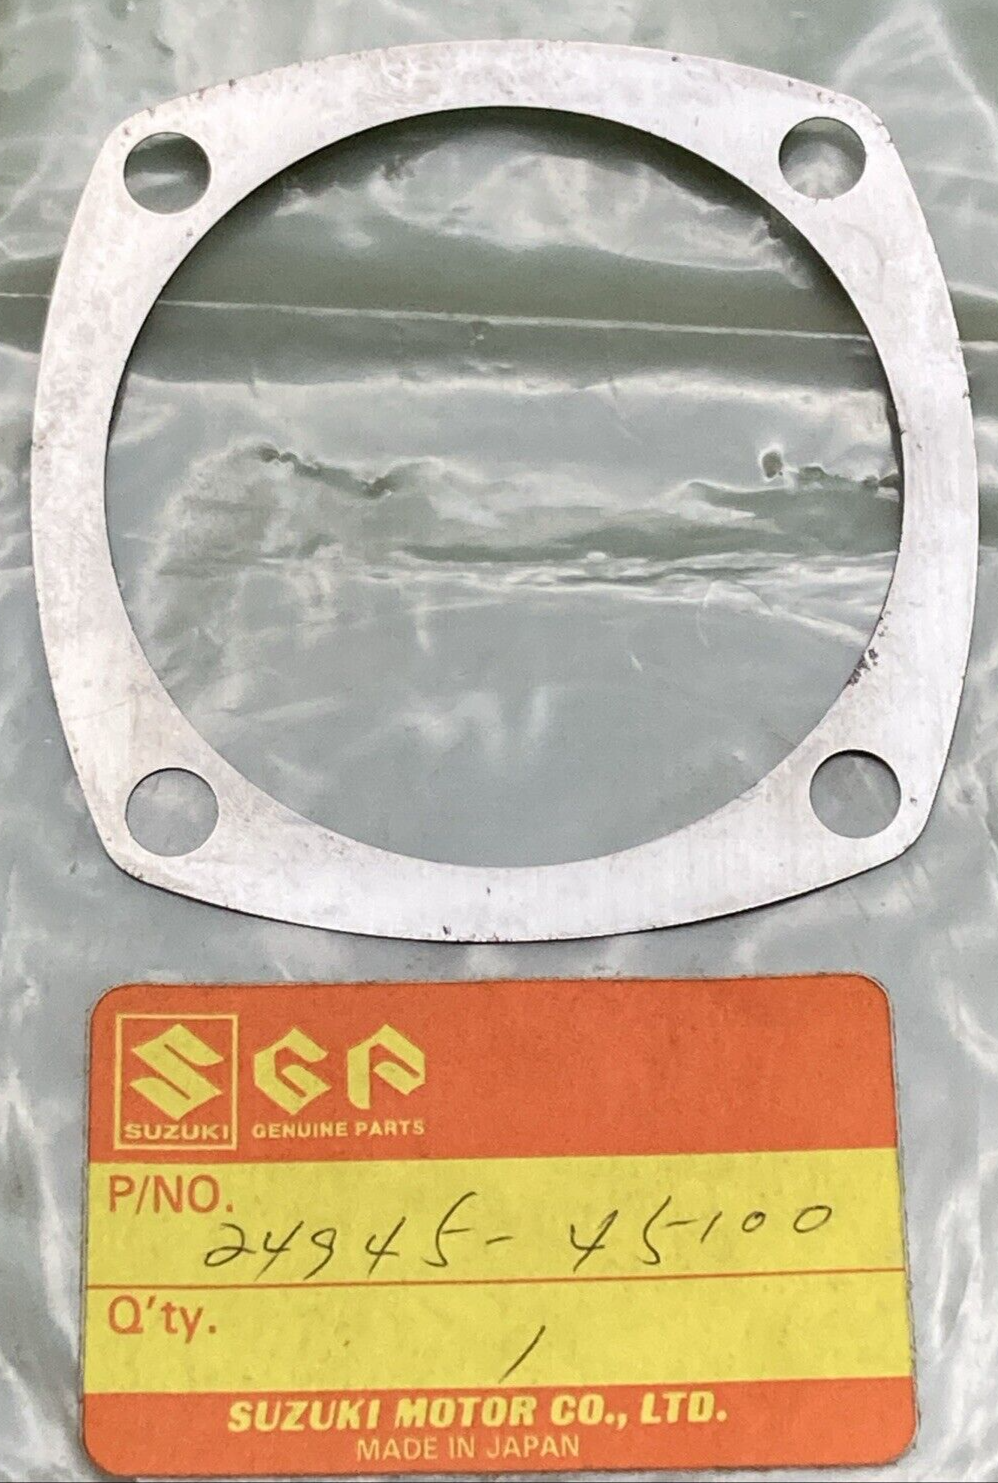 SGP
SUZUKI GENUINE PARTS
P/NO.
24945-45100
Q'ty.
1
SUZUKI MOTOR CO., LTD.
MADE IN JAPAN